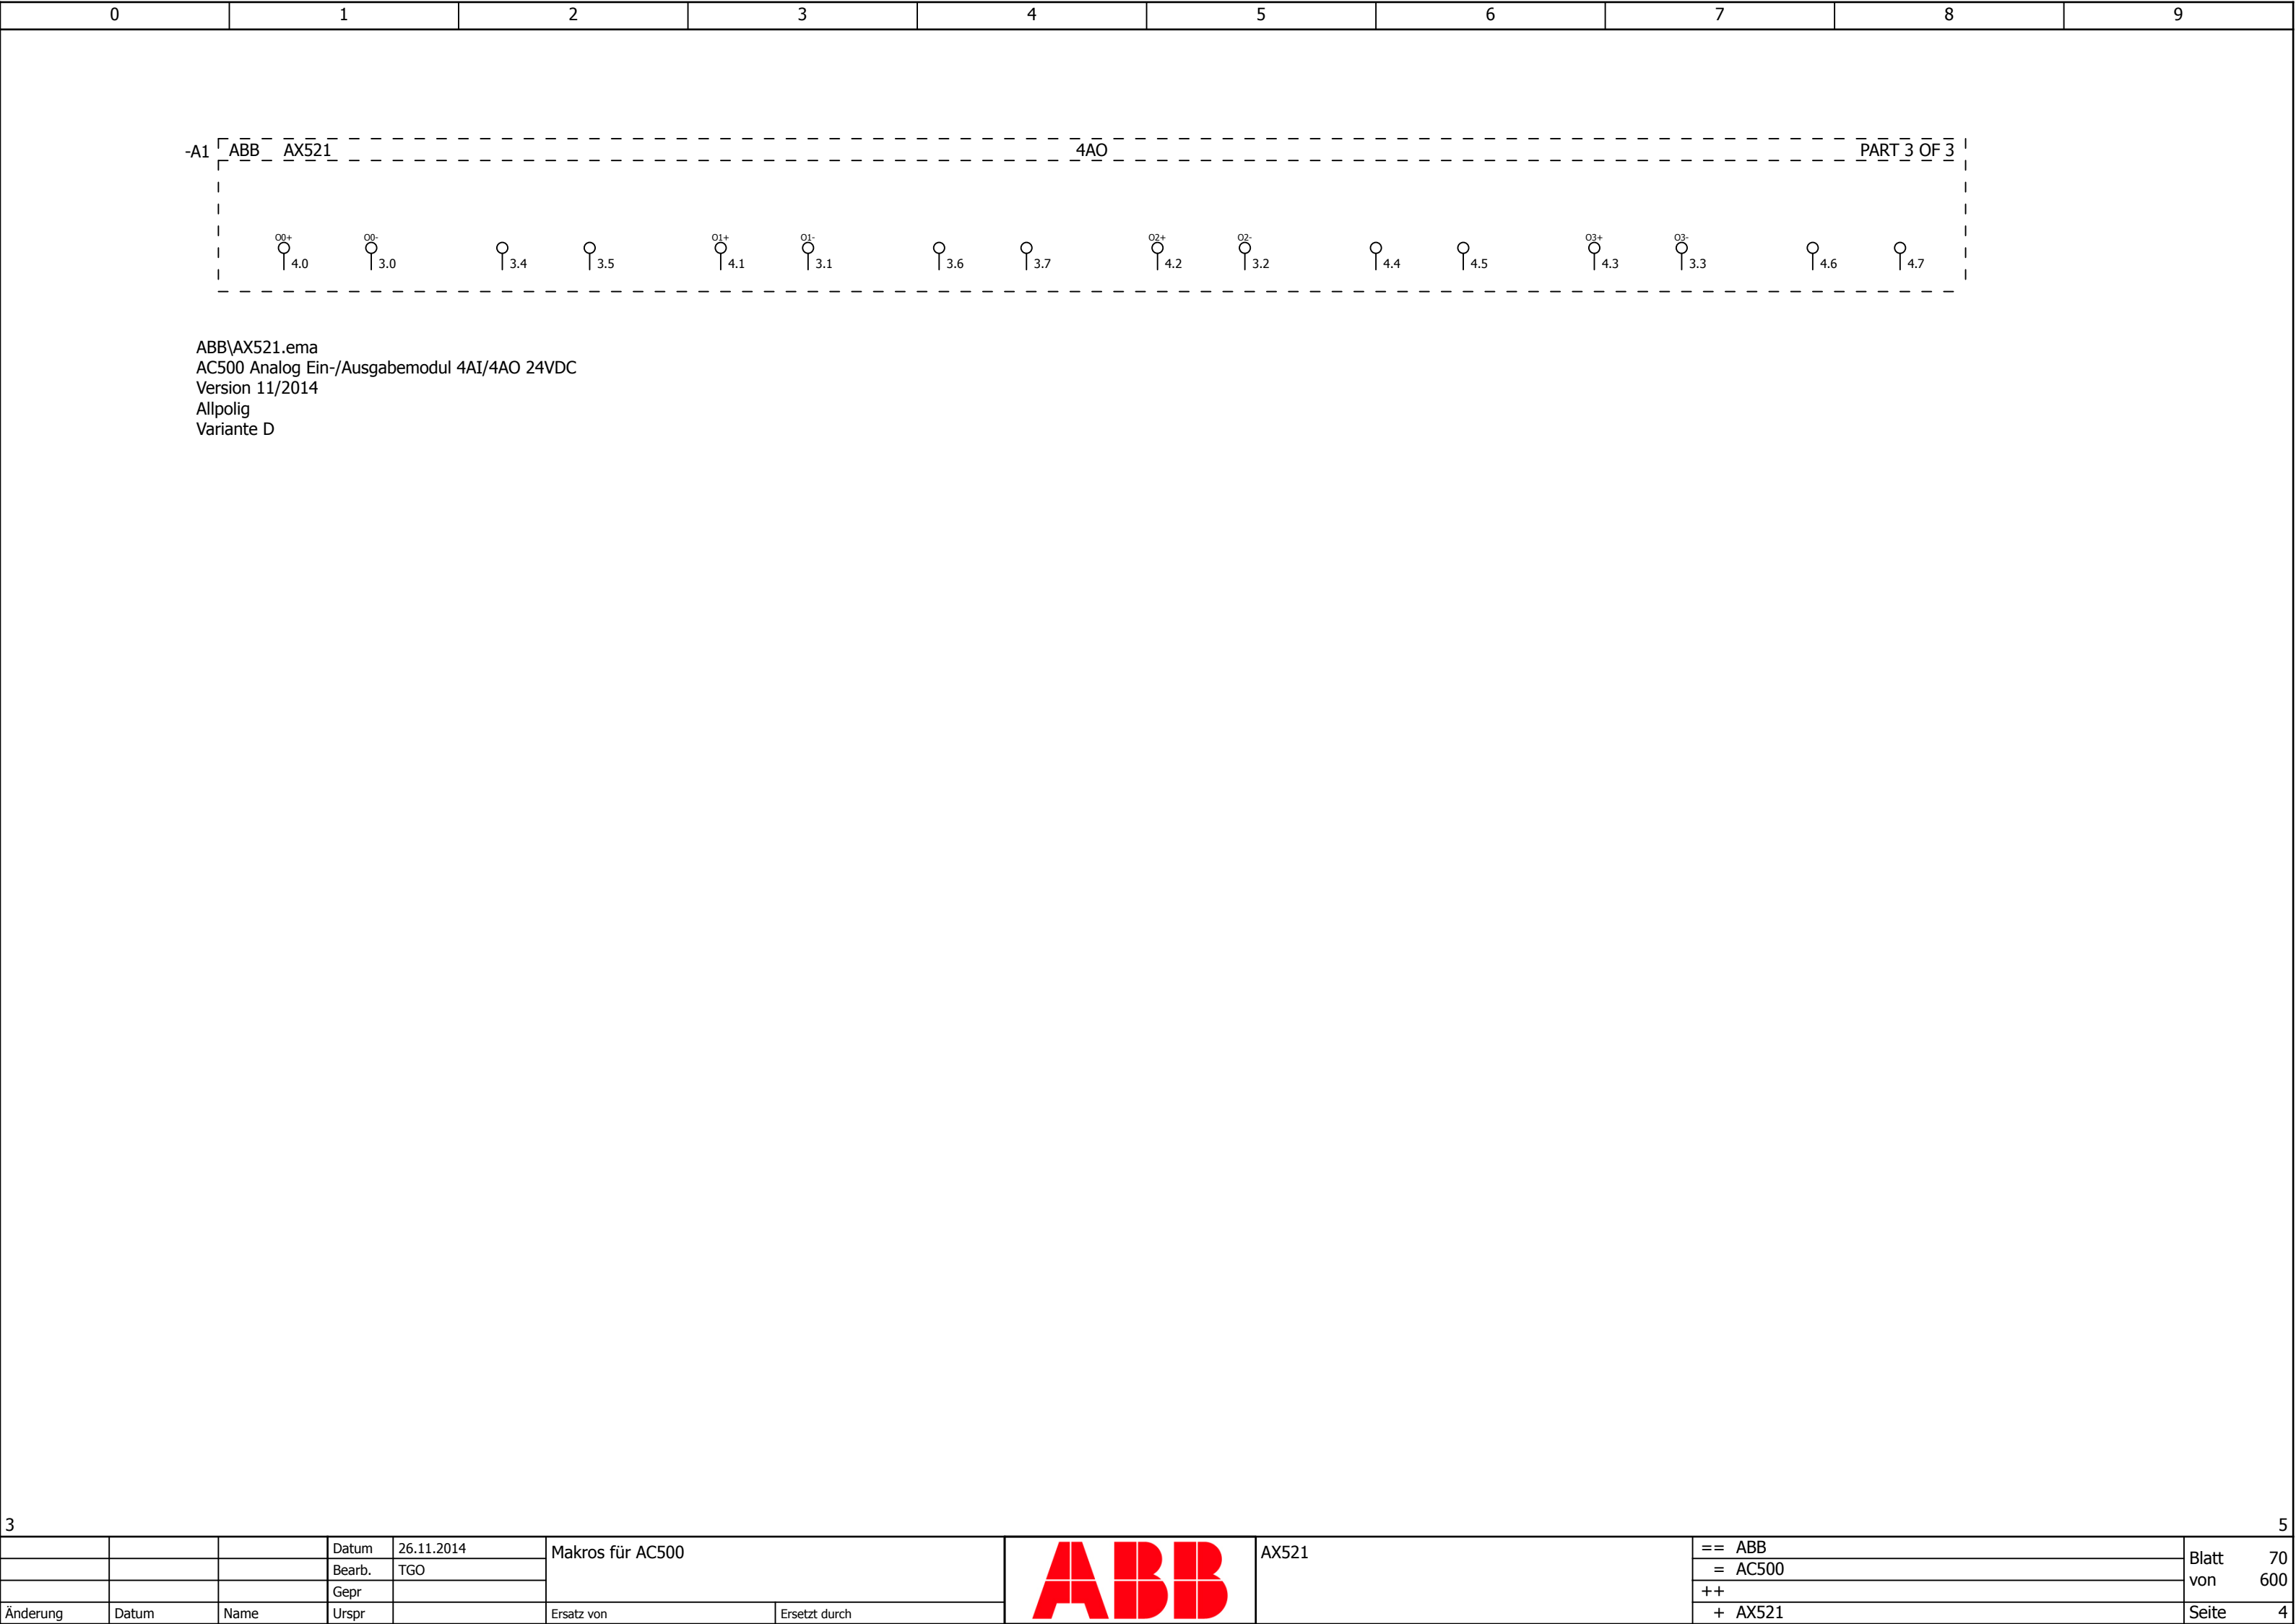 0 1 2 3 4 5 6 7 8 9
-A1 ABB AX521 4AO PART 3 OF 3
O0+ O0- O1+ O1- O2+ O2- O3+ O3-
4.0 3.0 3.4 3.5 4.1 3.1 3.6 3.7 4.2 3.2 4.4 4.5 4.3 3.3 4.6 4.7
ABB\AX521.ema
AC500 Analog Ein-/Ausgabemodul 4AI/4AO 24VDC
Version 11/2014
Allpolig
Variante D
3 5
Datum 26.11.2014 Makros für AC500 ABB AX521 == ABB Blatt 70
Bearb. TGO = AC500
Gepr ++ von 600
Änderung Datum Name Urspr Ersatz von Ersetzt durch + AX521 Seite 4